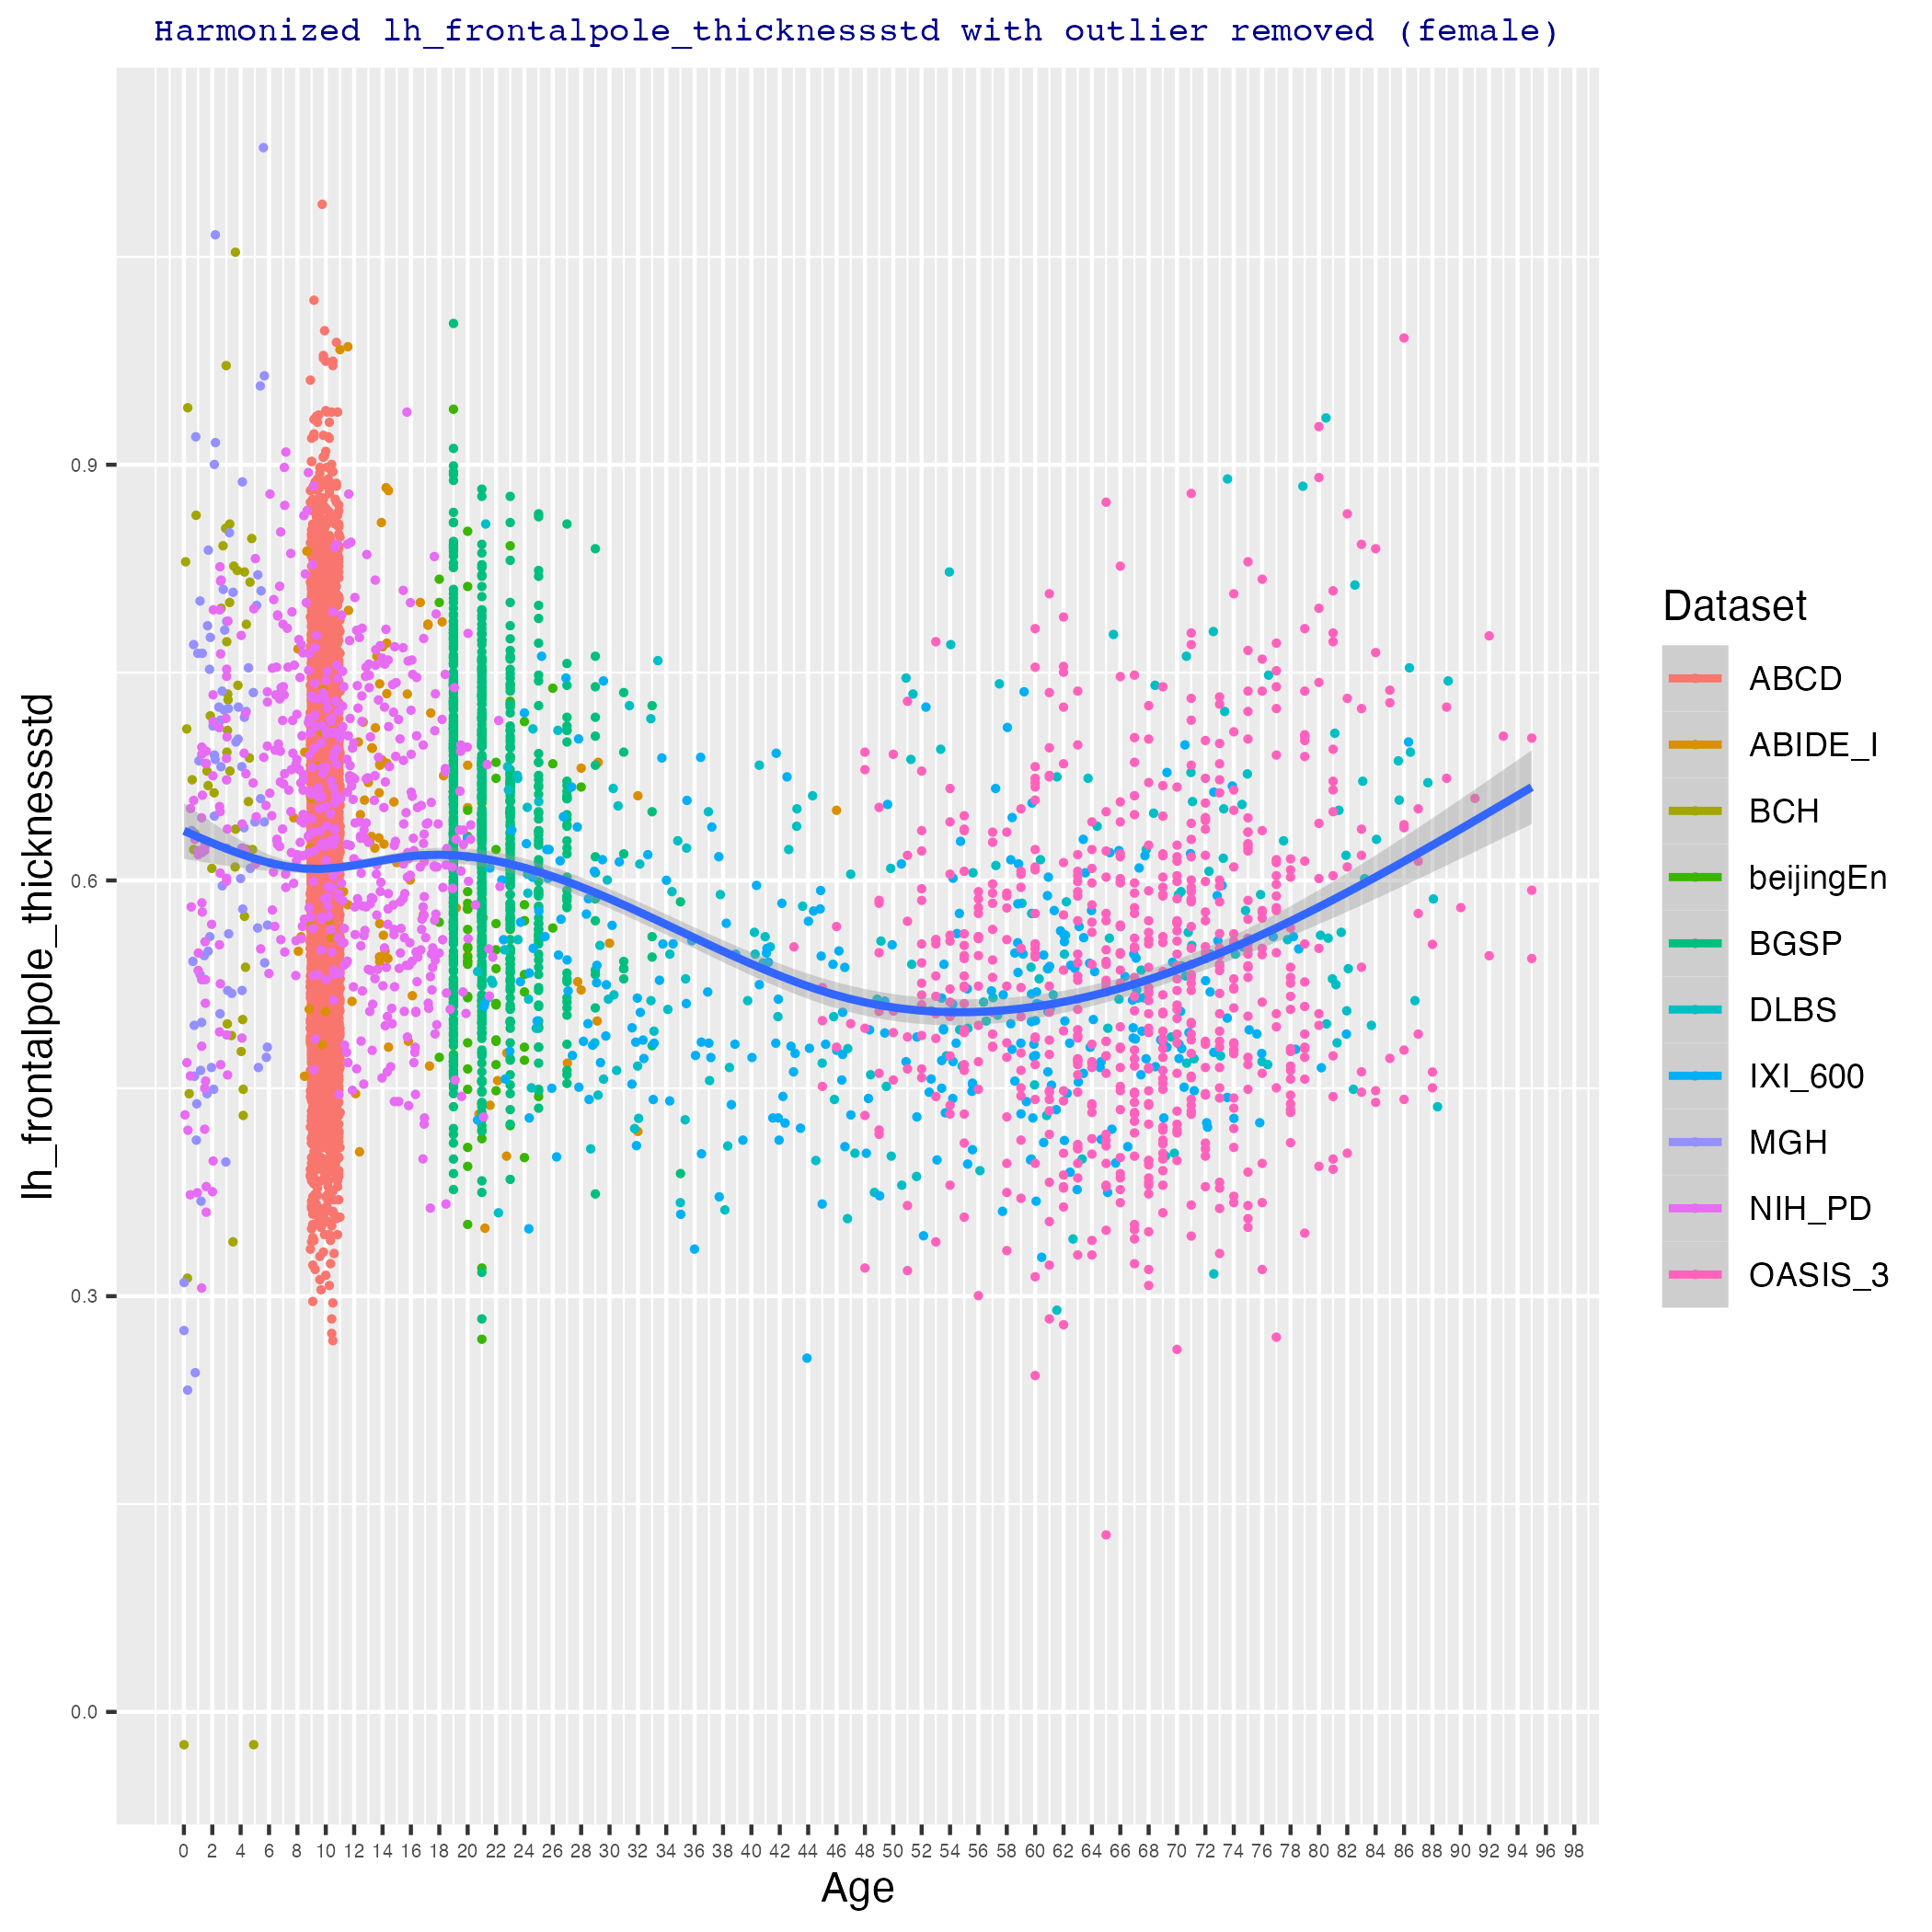 Harmonized lh_frontalpole_thicknessstd with outlier removed (female)
lh_frontalpole_thicknessstd
0.9
0.6
0.3
0.0
0 2 4 6 8 10 12 14 16 18 20 22 24 26 28 30 32 34 36 38 40 42 44 46 48 50 52 54 56 58 60 62 64 66 68 70 72 74 76 78 80 82 84 86 88 90 92 94 96 98
Age
Dataset
ABCD
ABIDE_I
BCH
beijingEn
BGSP
DLBS
IXI_600
MGH
NIH_PD
OASIS_3